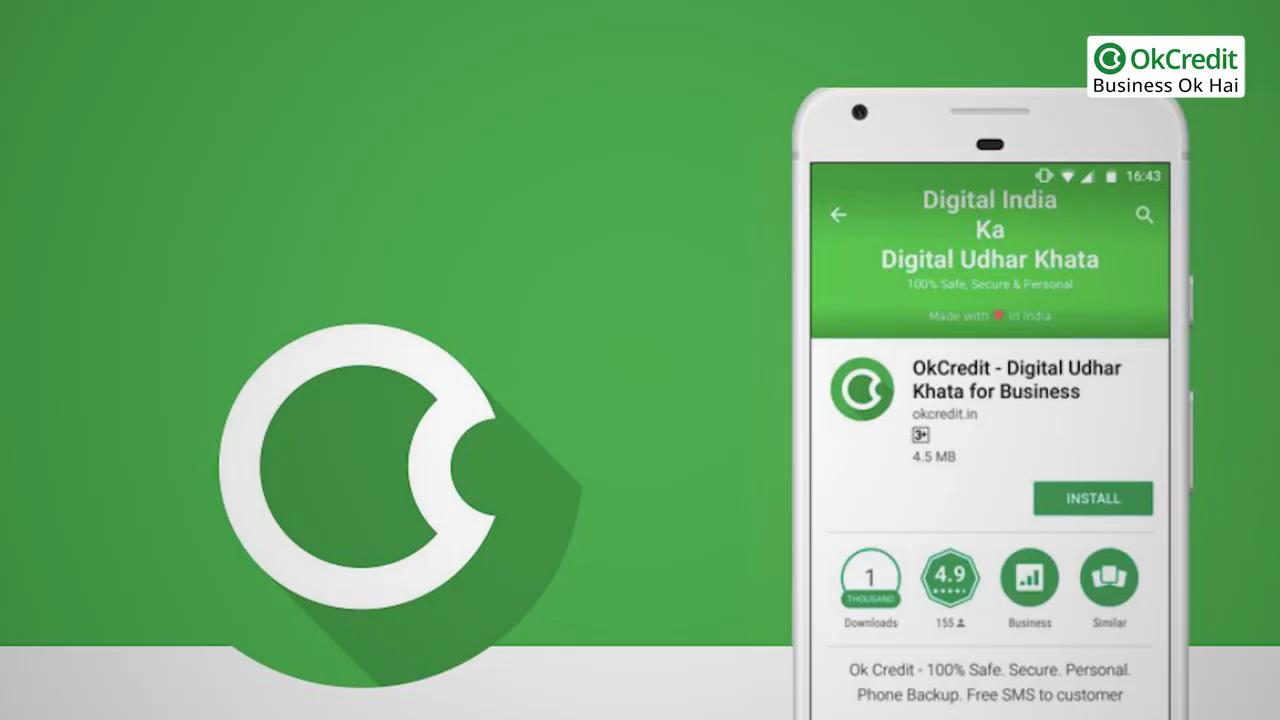 OkCredit
Business Ok Hai
16:43
Digital India
Ka
Digital Udhar Khata
100% Safe, Secure & Personal
Made with ❤ in India
OkCredit - Digital Udhar
Khata for Business
okcredit.in
3+
4.5 MB
INSTALL
1
THOUSAND
Downloads
4.9
155
Business
Similar
Ok Credit - 100% Safe. Secure. Personal.
Phone Backup. Free SMS to customer